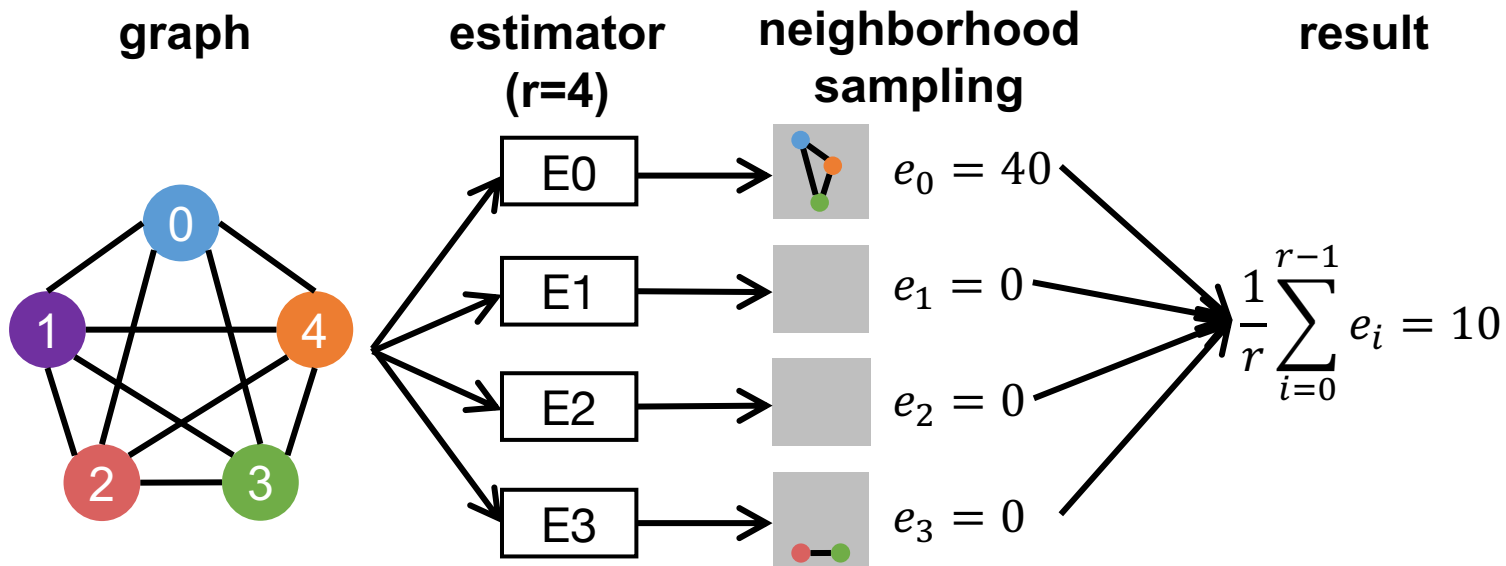 graph
estimator
(r=4)
neighborhood
sampling
result
0
1
4
2
3
E0
E1
E2
E3
e₀ = 40
e₁ = 0
e₂ = 0
e₃ = 0
1/r ∑_{i=0}^{r−1} eᵢ = 10